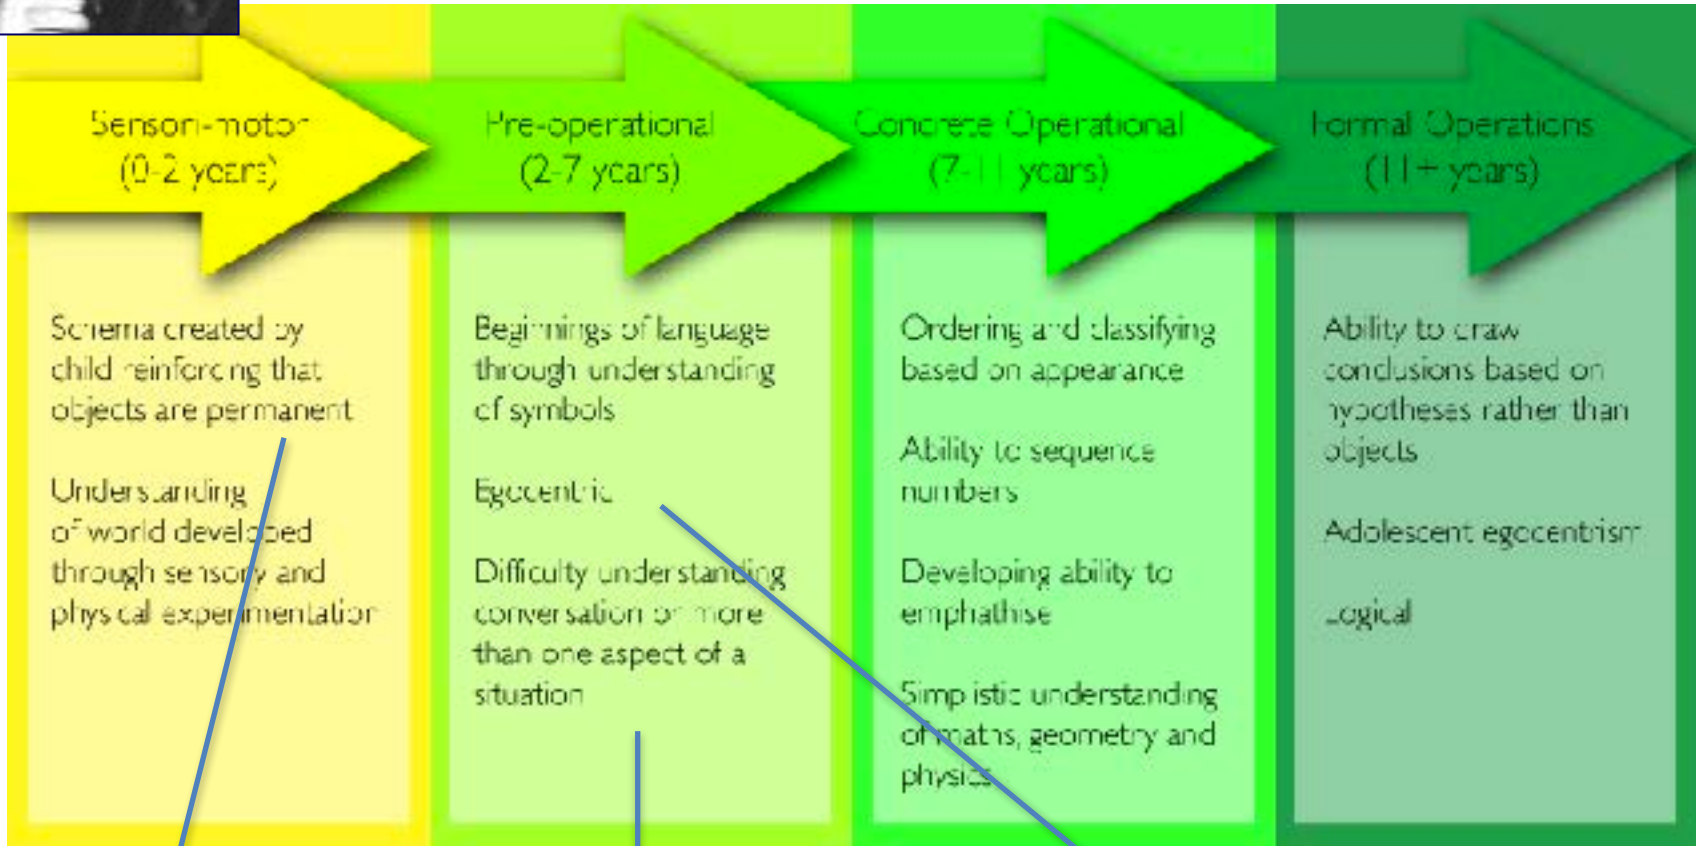 Sensori-motor
(0-2 years)
Schema created by
child reinforcing that
objects are permanent
Understanding
of world developed
through sensory and
physical experimentation
Pre-operational
(2-7 years)
Beginnings of language
through understanding
of symbols
Egocentric
Difficulty understanding
conversation or more
than one aspect of a
situation
Concrete Operational
(7-11 years)
Ordering and classifying
based on appearance
Ability to sequence
numbers
Developing ability to
emphathise
Simplistic understanding
of maths, geometry and
physics
Formal Operations
(11+ years)
Ability to draw
conclusions based on
hypotheses rather than
objects
Adolescent egocentrism
Logical